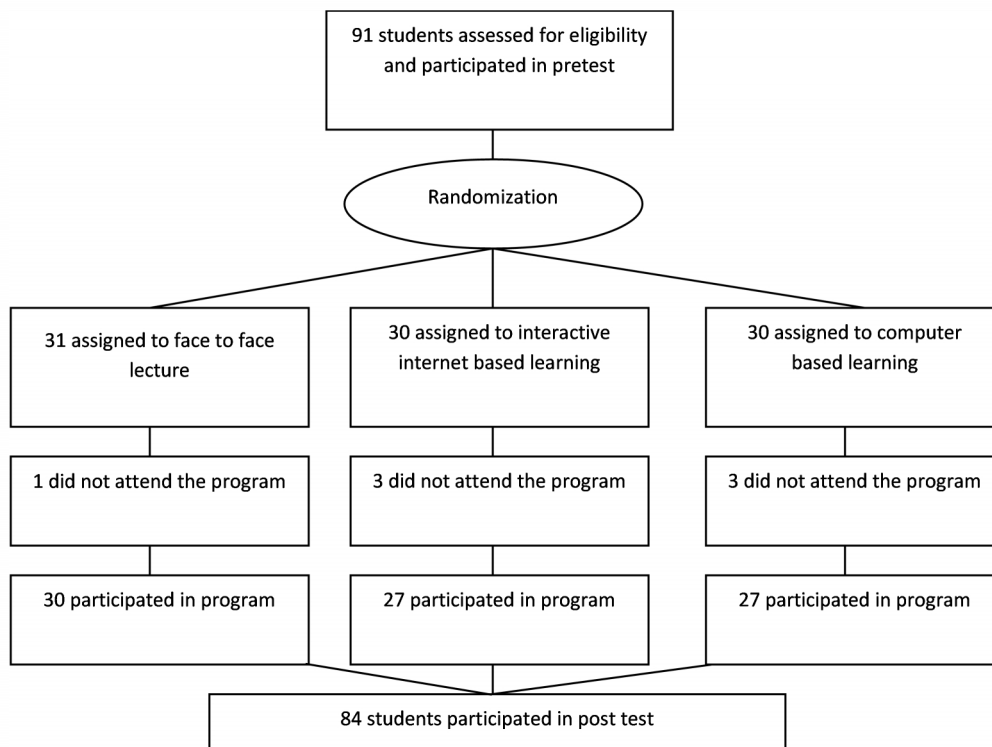 91 students assessed for eligibility
and participated in pretest
Randomization
31 assigned to face to face
lecture
30 assigned to interactive
internet based learning
30 assigned to computer
based learning
1 did not attend the program
3 did not attend the program
3 did not attend the program
30 participated in program
27 participated in program
27 participated in program
84 students participated in post test